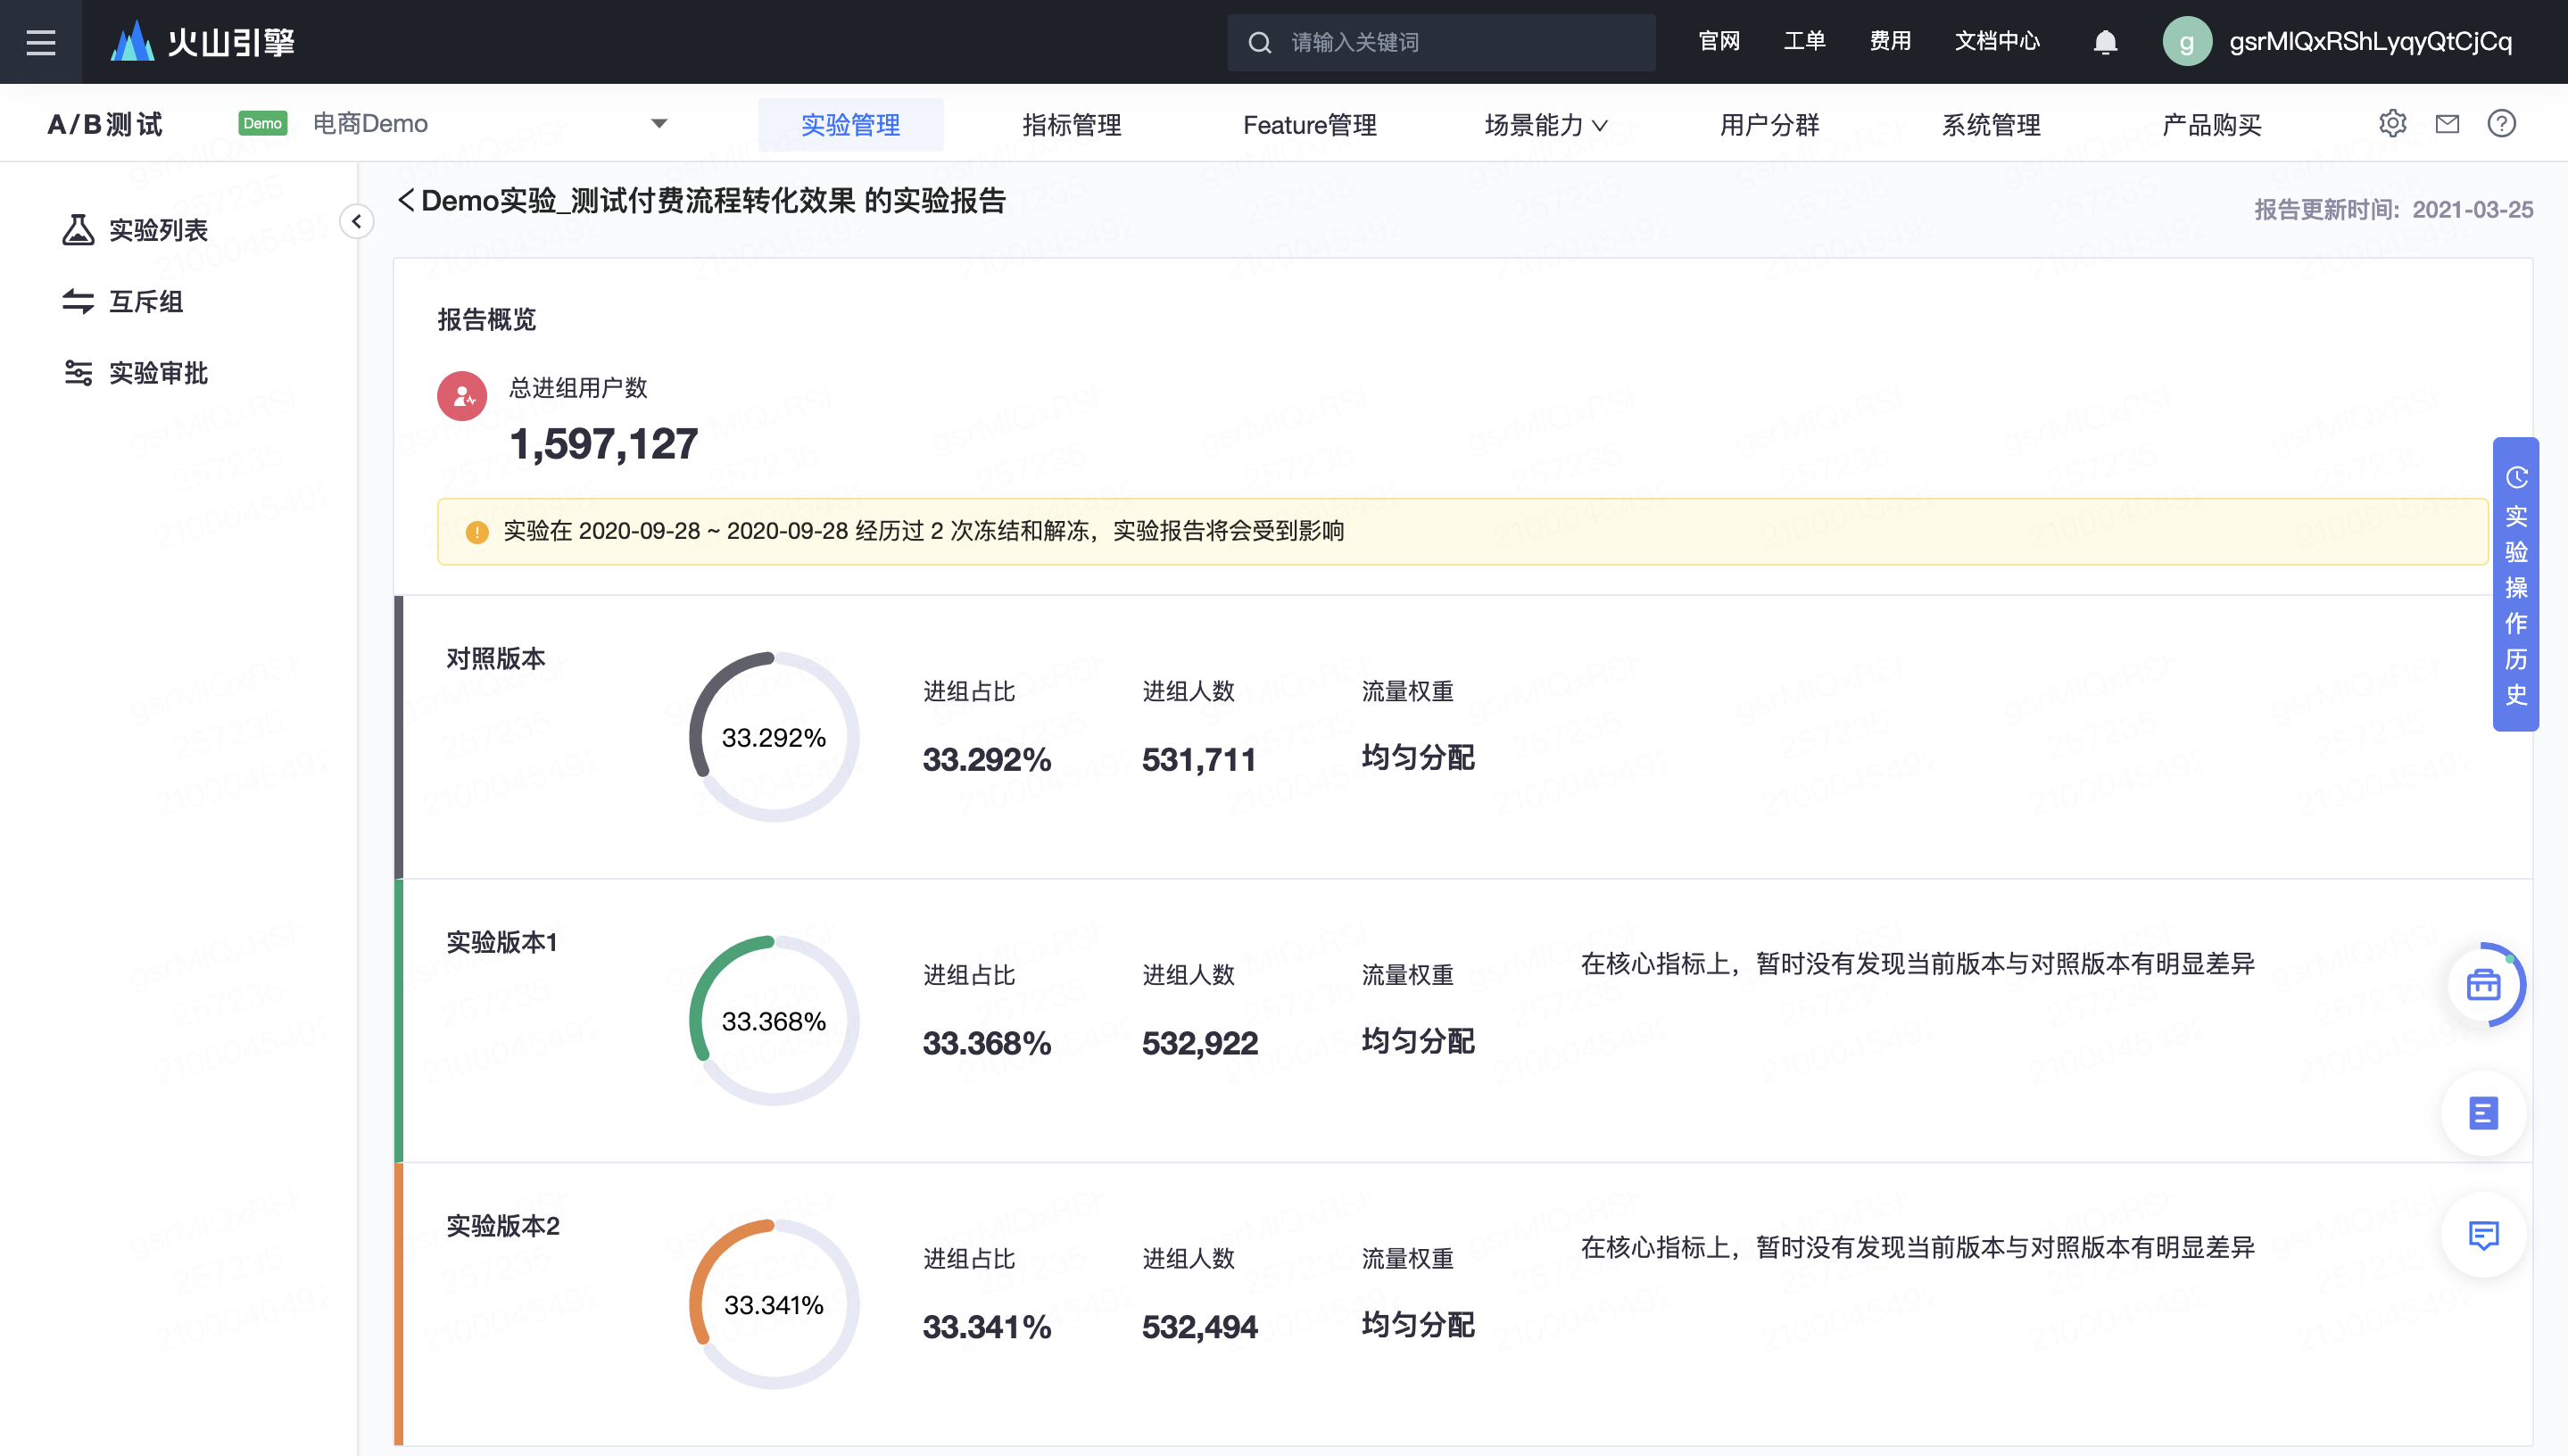 火山引擎
请输入关键词
官网 工单 费用 文档中心
g gsrMlQxRShLyqyQtCjCq
A/B测试
Demo 电商Demo
实验管理 指标管理 Feature管理 场景能力 用户分群 系统管理 产品购买
实验列表
互斥组
实验审批
Demo实验_测试付费流程转化效果 的实验报告
报告更新时间: 2021-03-25
报告概览
总进组用户数
1,597,127
实验在 2020-09-28 ~ 2020-09-28 经历过 2 次冻结和解冻，实验报告将会受到影响
实验操作历史
对照版本
33.292%
进组占比 进组人数 流量权重
33.292% 531,711 均匀分配
实验版本1
33.368%
进组占比 进组人数 流量权重
33.368% 532,922 均匀分配
在核心指标上，暂时没有发现当前版本与对照版本有明显差异
实验版本2
33.341%
进组占比 进组人数 流量权重
33.341% 532,494 均匀分配
在核心指标上，暂时没有发现当前版本与对照版本有明显差异